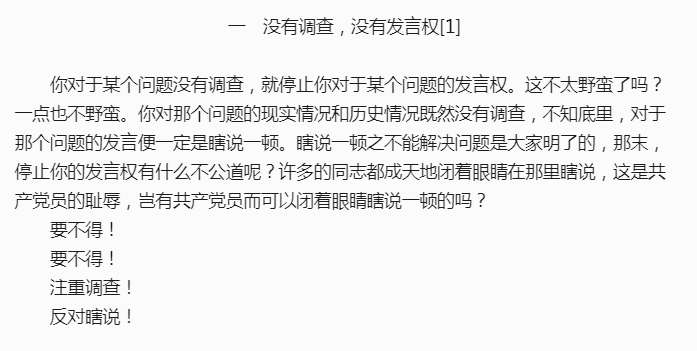 一　没有调查，没有发言权[1]
你对于某个问题没有调查，就停止你对于某个问题的发言权。这不太野蛮了吗？
一点也不野蛮。你对那个问题的现实情况和历史情况既然没有调查，不知底里，对于
那个问题的发言便一定是瞎说一顿。瞎说一顿之不能解决问题是大家明了的，那末，
停止你的发言权有什么不公道呢？许多的同志都成天地闭着眼睛在那里瞎说，这是共
产党员的耻辱，岂有共产党员而可以闭着眼睛瞎说一顿的吗？
要不得！
要不得！
注重调查！
反对瞎说！